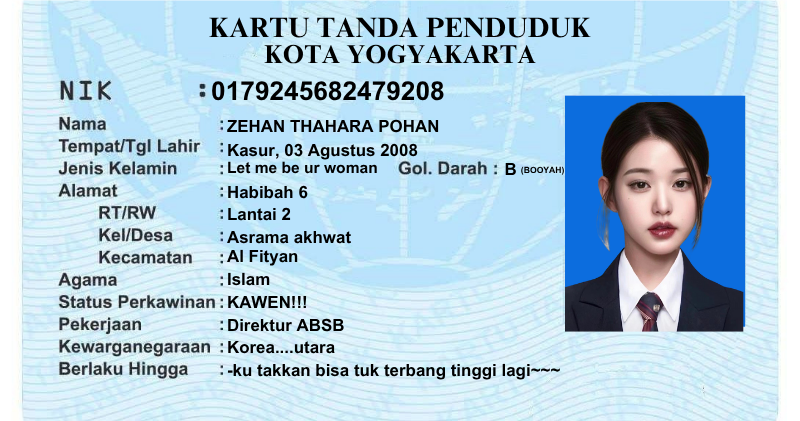 KARTU TANDA PENDUDUK
KOTA YOGYAKARTA
NIK : 0179245682479208
Nama : ZEHAN THAHARA POHAN
Tempat/Tgl Lahir : Kasur, 03 Agustus 2008
Jenis Kelamin : Let me be ur woman Gol. Darah : B (BOOYAH)
Alamat : Habibah 6
RT/RW : Lantai 2
Kel/Desa : Asrama akhwat
Kecamatan : Al Fityan
Agama : Islam
Status Perkawinan : KAWEN!!!
Pekerjaan : Direktur ABSB
Kewarganegaraan : Korea....utara
Berlaku Hingga : -ku takkan bisa tuk terbang tinggi lagi~~~